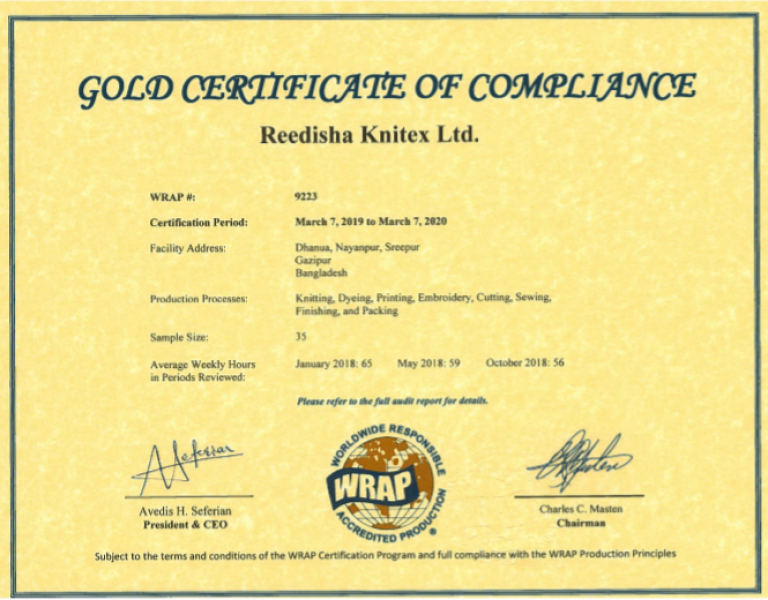 GOLD CERTIFICATE OF COMPLIANCE
Reedisha Knitex Ltd.
WRAP #: 9223
Certification Period: March 7, 2019 to March 7, 2020
Facility Address: Dhanua, Nayanpur, Sreepur
Gazipur
Bangladesh
Production Processes: Knitting, Dyeing, Printing, Embroidery, Cutting, Sewing,
Finishing, and Packing
Sample Size: 35
Average Weekly Hours January 2018: 65 May 2018: 59 October 2018: 56
in Periods Reviewed:
Please refer to the full audit report for details.
WORLDWIDE RESPONSIBLE
WRAP
ACCREDITED PRODUCTION
®
Avedis H. Seferian
President & CEO
Charles C. Masten
Chairman
Subject to the terms and conditions of the WRAP Certification Program and full compliance with the WRAP Production Principles